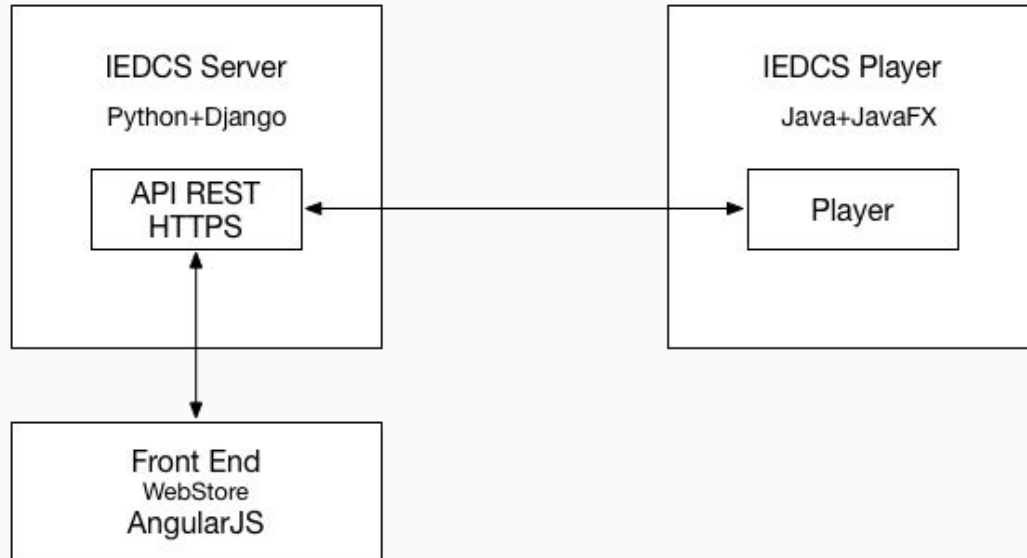 IEDCS Server
Python+Django
API REST
HTTPS
IEDCS Player
Java+JavaFX
Player
Front End
WebStore
AngularJS